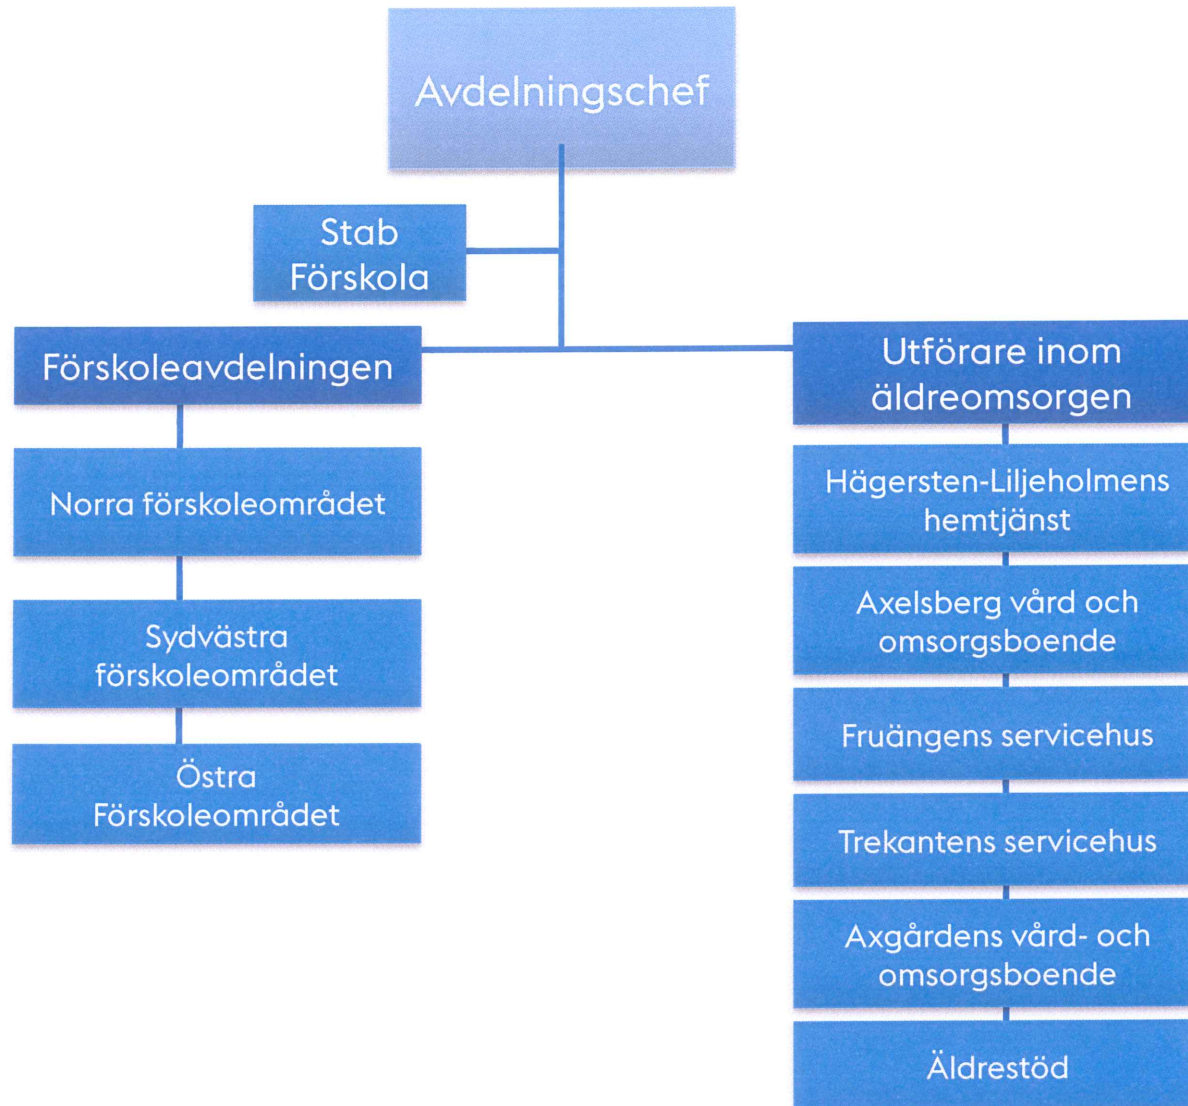 Avdelningschef
Stab
Förskola
Förskoleavdelningen
Norra förskoleområdet
Sydvästra
förskoleområdet
Östra
Förskoleområdet
Utförare inom
äldreomsorgen
Hägersten-Liljeholmens
hemtjänst
Axelsberg vård och
omsorgsboende
Fruängens servicehus
Trekantens servicehus
Axgårdens vård- och
omsorgsboende
Äldrestöd